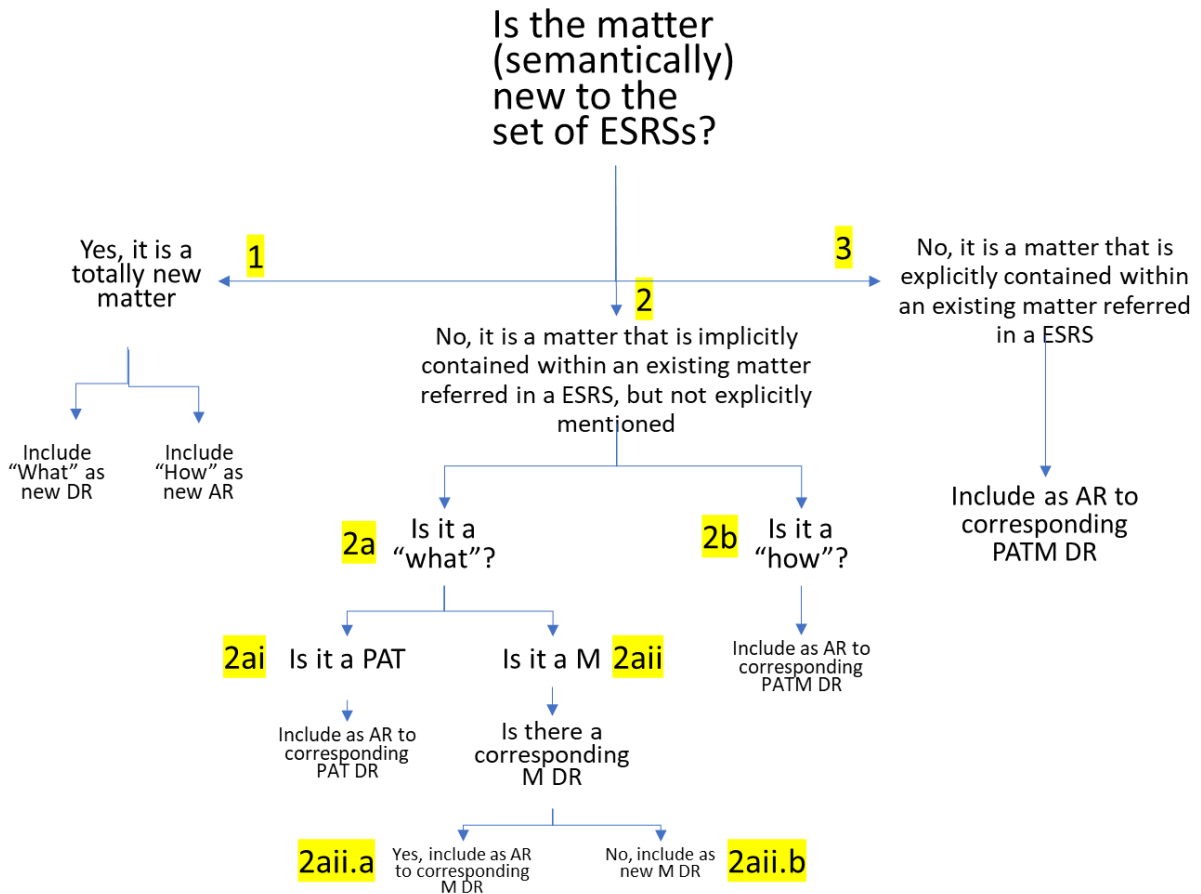 Is the matter
(semantically)
new to the
set of ESRSs?
Yes, it is a
totally new
matter
1
2
3
No, it is a matter that is
explicitly contained within
an existing matter referred
in a ESRS
No, it is a matter that is implicitly
contained within an existing matter
referred in a ESRS, but not explicitly
mentioned
Include
“What” as
new DR
Include
“How” as
new AR
Include as AR to
corresponding
PATM DR
2a
Is it a
“what”?
2b
Is it a
“how”?
2ai
Is it a PAT
Is it a M
2aii
Include as AR to
corresponding
PATM DR
Include as AR to
corresponding
PAT DR
Is there a
corresponding
M DR
2aii.a
Yes, include as AR
to corresponding
M DR
No, include as
new M DR
2aii.b